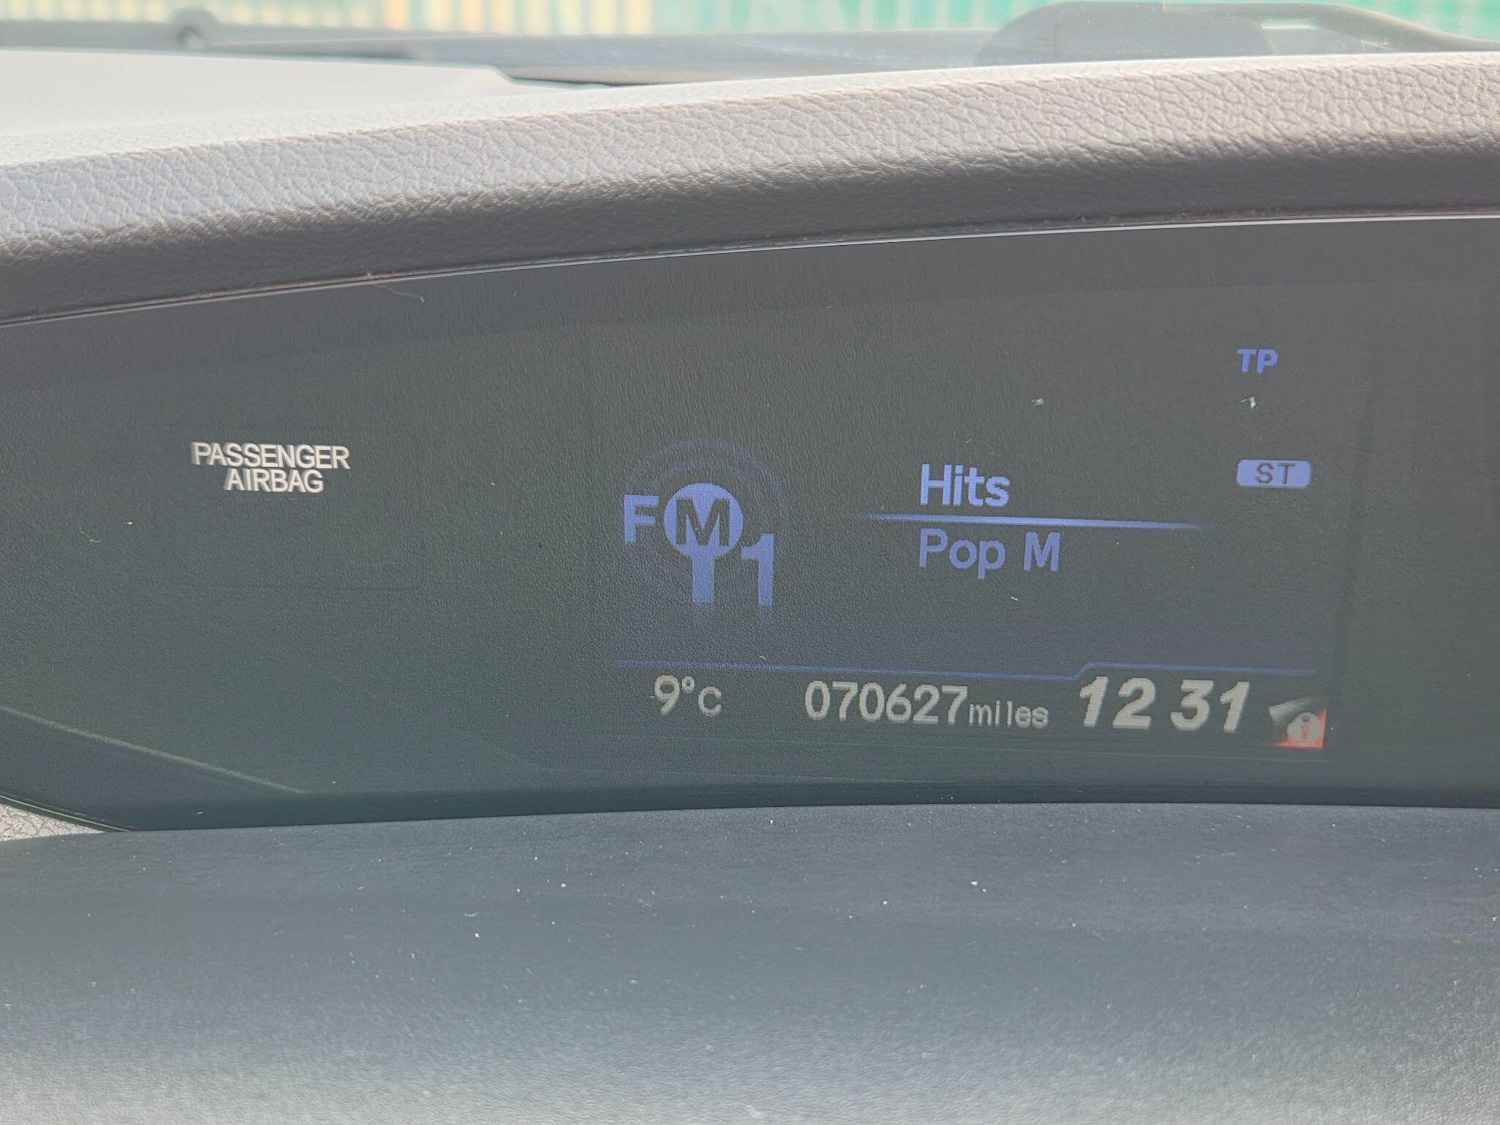 TP
PASSENGER
AIRBAG
FM1
Hits
ST
Pop M
9°C
070627miles
12 31
i